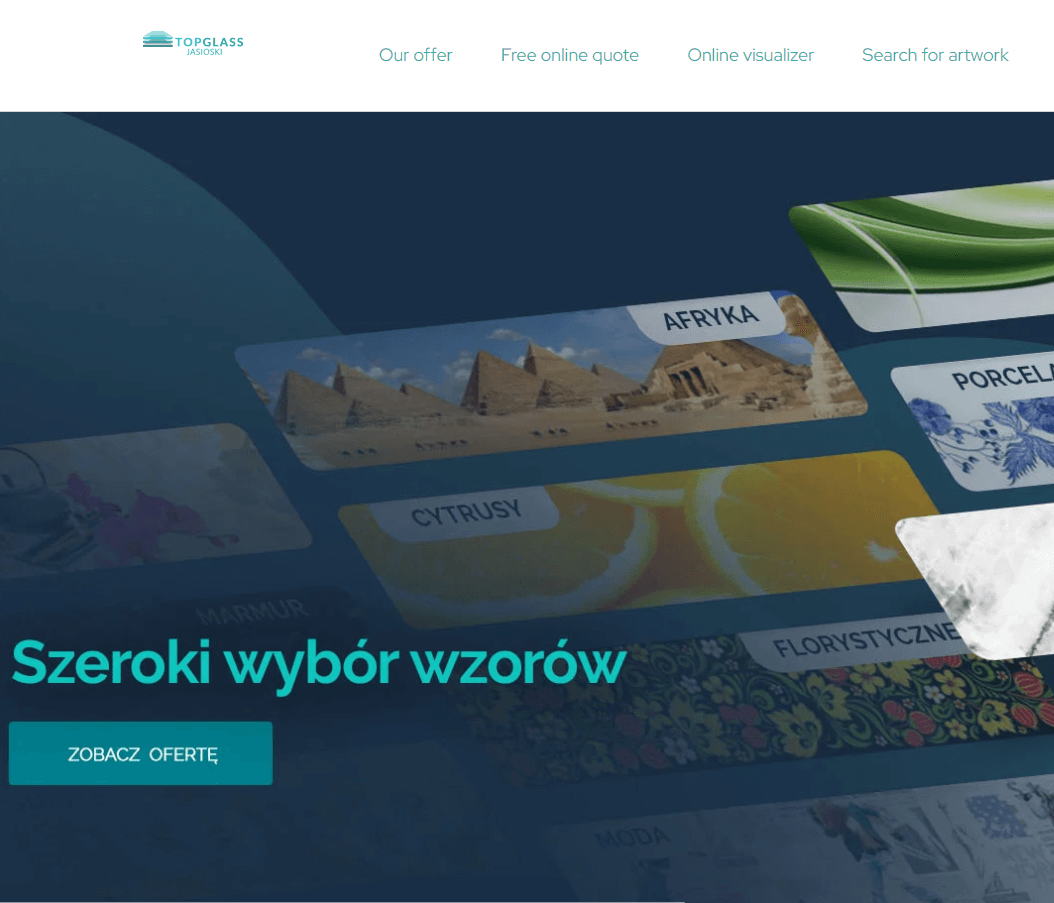 TOPGLASS
JASIOSKI
Our offer
Free online quote
Online visualizer
Search for artwork
AFRYKA
CYTRUSY
MARMUR
FLORYSTYCZNE
MODA
Szeroki wybór wzorów
ZOBACZ OFERTĘ